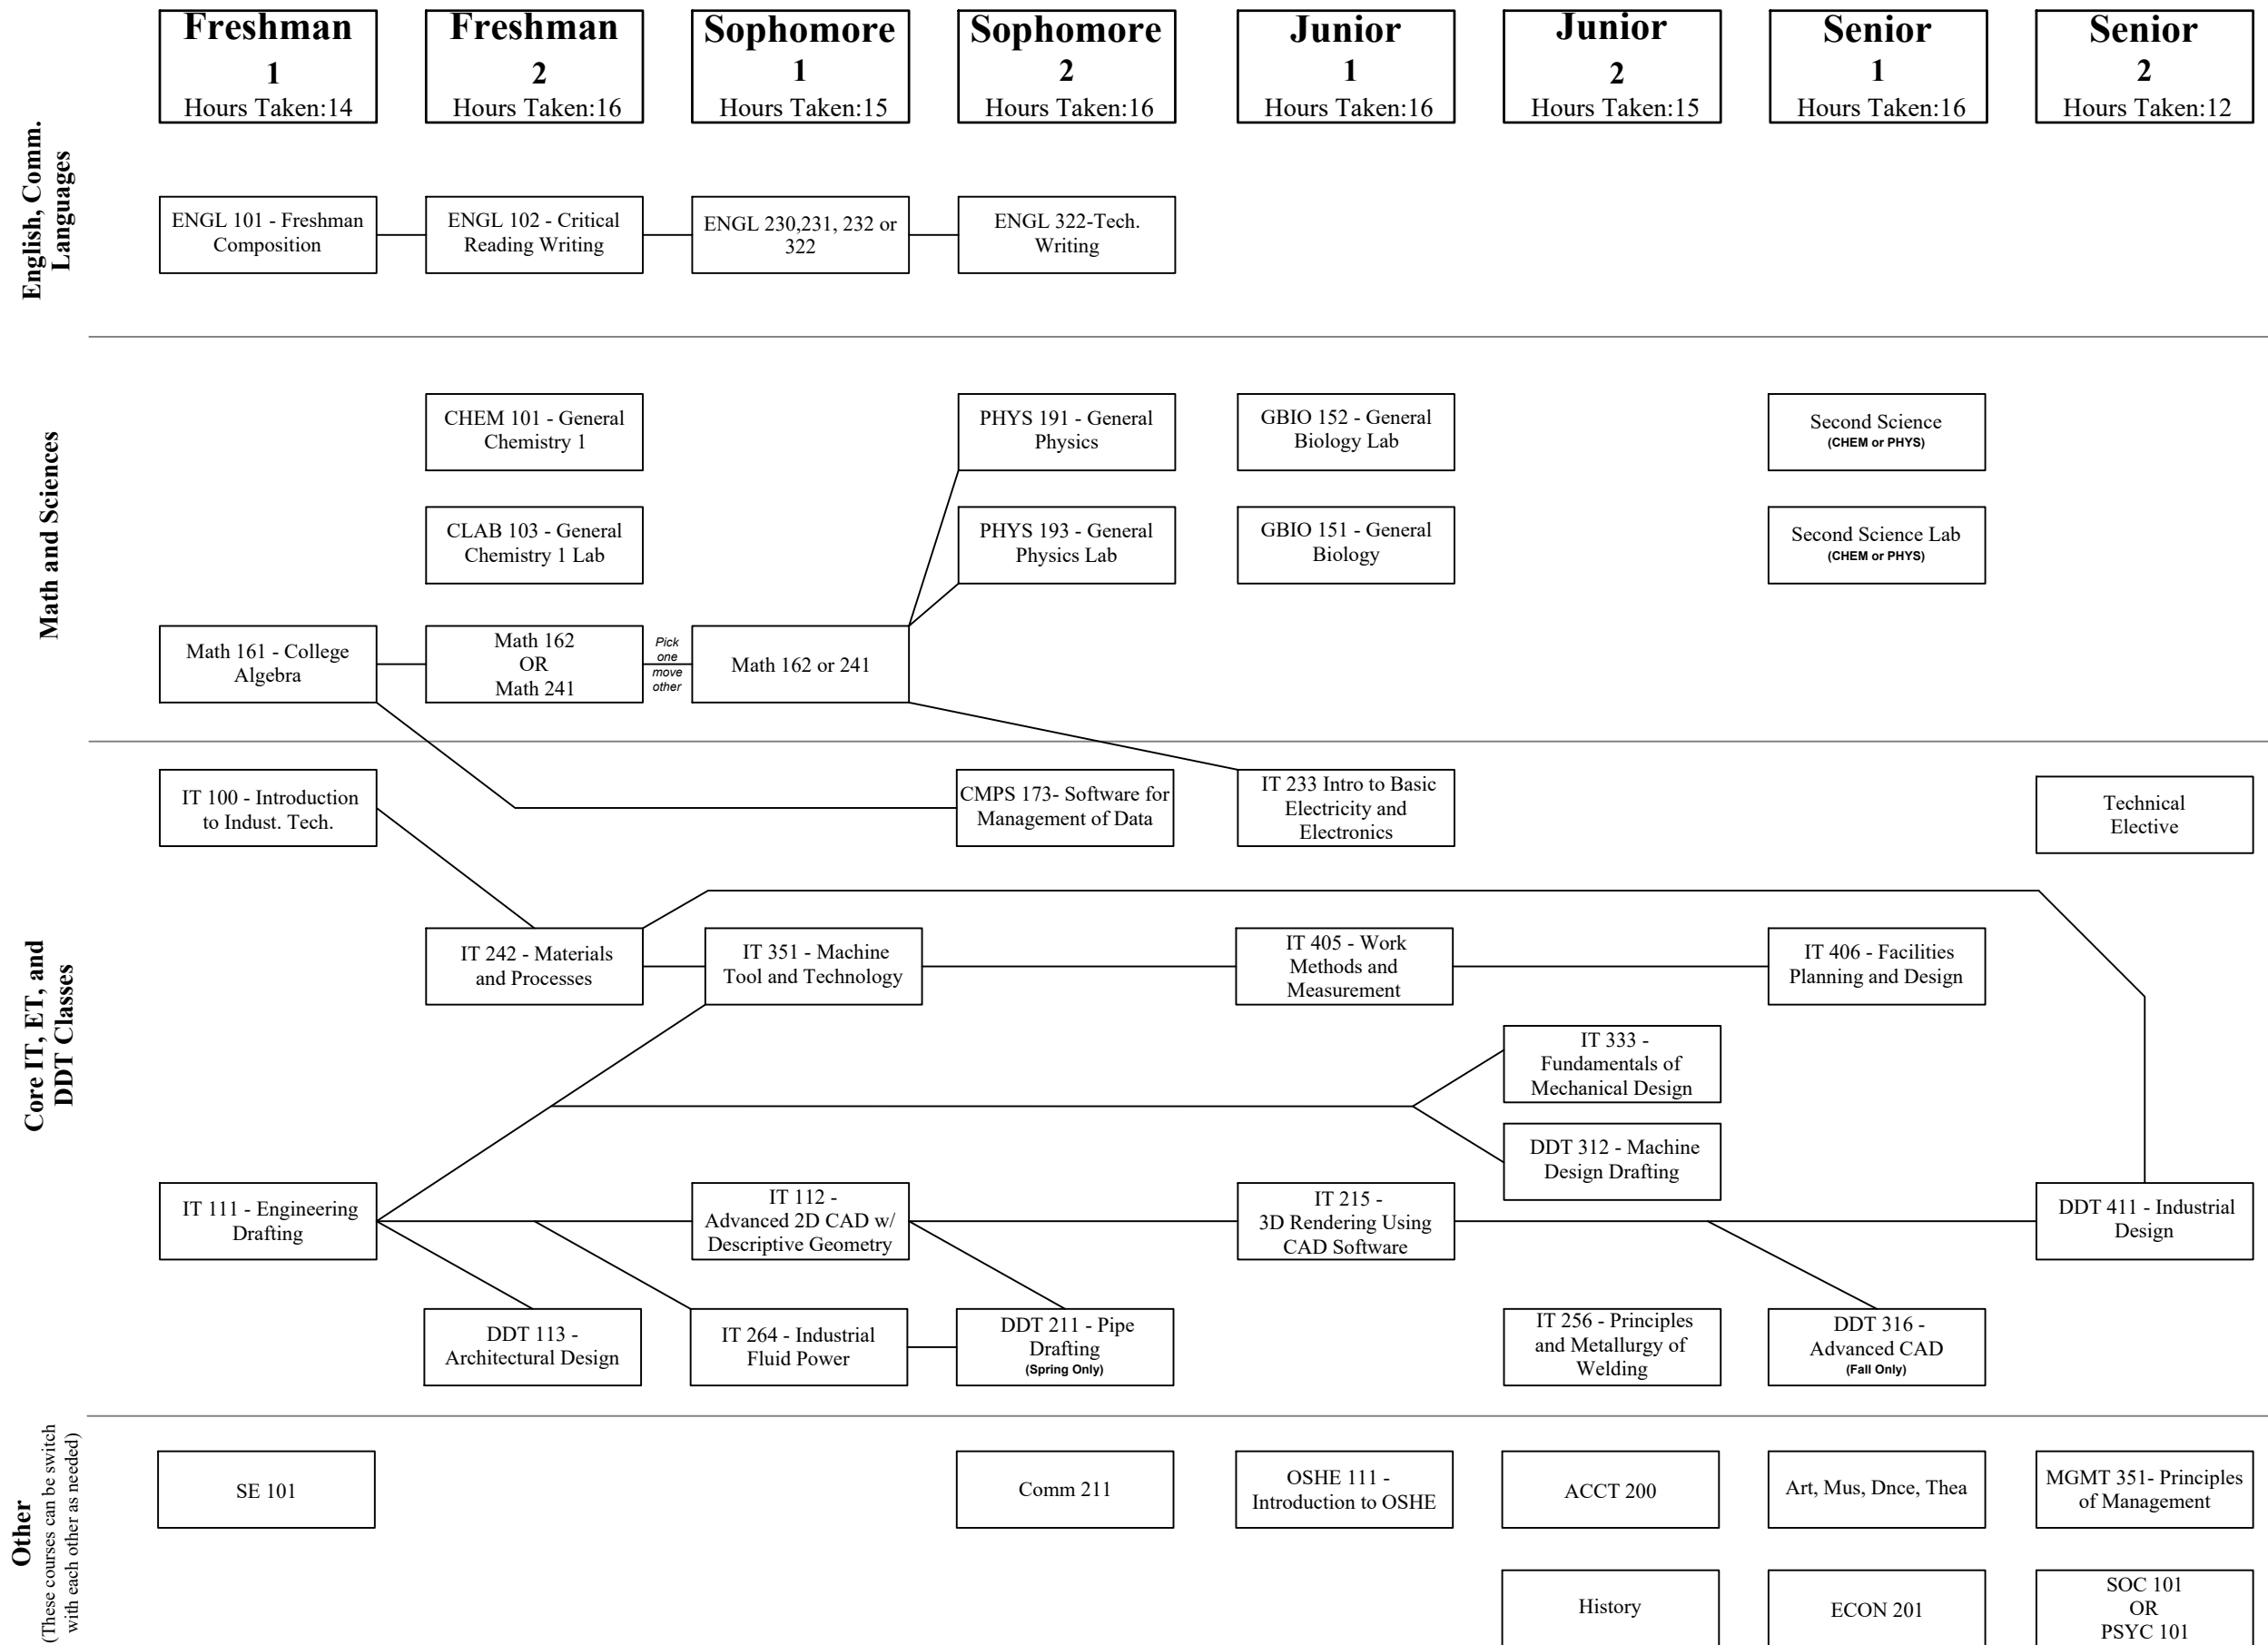 Freshman
1
Hours Taken:14
Freshman
2
Hours Taken:16
Sophomore
1
Hours Taken:15
Sophomore
2
Hours Taken:16
Junior
1
Hours Taken:16
Junior
2
Hours Taken:15
Senior
1
Hours Taken:16
Senior
2
Hours Taken:12
English, Comm.
Languages
ENGL 101 - Freshman
Composition
ENGL 102 - Critical
Reading Writing
ENGL 230,231, 232 or
322
ENGL 322-Tech.
Writing
Math and Sciences
CHEM 101 - General
Chemistry 1
PHYS 191 - General
Physics
GBIO 152 - General
Biology Lab
Second Science
(CHEM or PHYS)
CLAB 103 - General
Chemistry 1 Lab
PHYS 193 - General
Physics Lab
GBIO 151 - General
Biology
Second Science Lab
(CHEM or PHYS)
Math 161 - College
Algebra
Math 162
OR
Math 241
Pick
one
move
other
Math 162 or 241
Core IT, ET, and
DDT Classes
IT 100 - Introduction
to Indust. Tech.
CMPS 173- Software for
Management of Data
IT 233 Intro to Basic
Electricity and
Electronics
Technical
Elective
IT 242 - Materials
and Processes
IT 351 - Machine
Tool and Technology
IT 405 - Work
Methods and
Measurement
IT 406 - Facilities
Planning and Design
IT 333 -
Fundamentals of
Mechanical Design
DDT 312 - Machine
Design Drafting
IT 111 - Engineering
Drafting
IT 112 -
Advanced 2D CAD w/
Descriptive Geometry
IT 215 -
3D Rendering Using
CAD Software
DDT 411 - Industrial
Design
DDT 113 -
Architectural Design
IT 264 - Industrial
Fluid Power
DDT 211 - Pipe
Drafting
(Spring Only)
IT 256 - Principles
and Metallurgy of
Welding
DDT 316 -
Advanced CAD
(Fall Only)
Other
(These courses can be switch
with each other as needed)
SE 101
Comm 211
OSHE 111 -
Introduction to OSHE
ACCT 200
Art, Mus, Dnce, Thea
MGMT 351- Principles
of Management
History
ECON 201
SOC 101
OR
PSYC 101